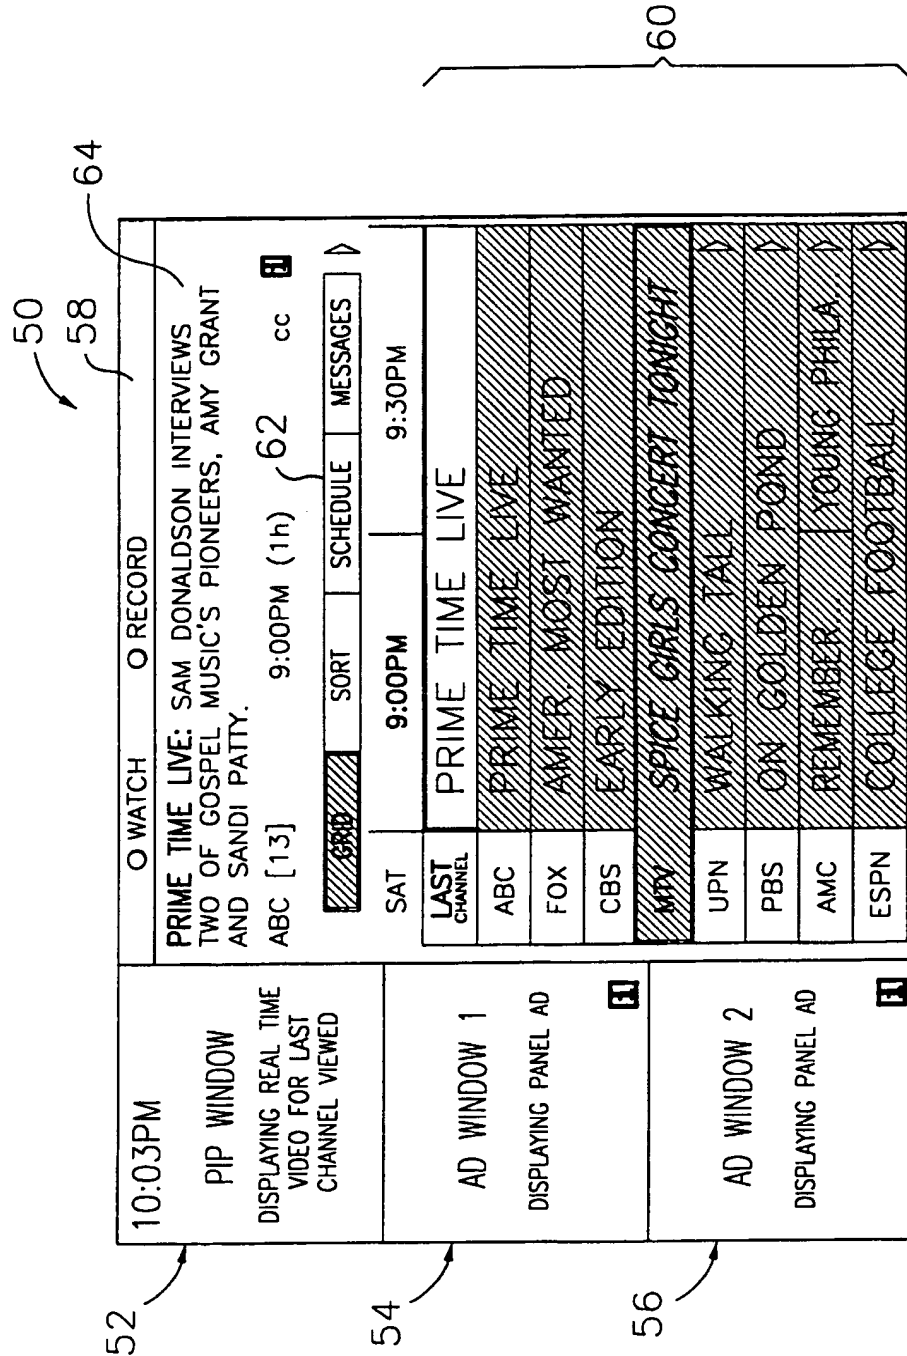 50
58
64
52
10:03PM
PIP WINDOW
DISPLAYING REAL TIME
VIDEO FOR LAST
CHANNEL VIEWED
54
AD WINDOW 1
DISPLAYING PANEL AD
i
56
AD WINDOW 2
DISPLAYING PANEL AD
i
O WATCH O RECORD
PRIME TIME LIVE: SAM DONALDSON INTERVIEWS
TWO OF GOSPEL MUSIC'S PIONEERS, AMY GRANT
AND SANDI PATTY.
ABC [13] 9:00PM (1h) cc i
62
GRID SORT SCHEDULE MESSAGES
SAT 9:00PM 9:30PM
LAST CHANNEL PRIME TIME LIVE
ABC PRIME TIME LIVE
FOX AMER. MOST WANTED
CBS EARLY EDITION
MTV SPICE GIRLS CONCERT TONIGHT
UPN WALKING TALL
PBS ON GOLDEN POND
AMC REMEMBER.. YOUNG PHILA...
ESPN COLLEGE FOOTBALL
60